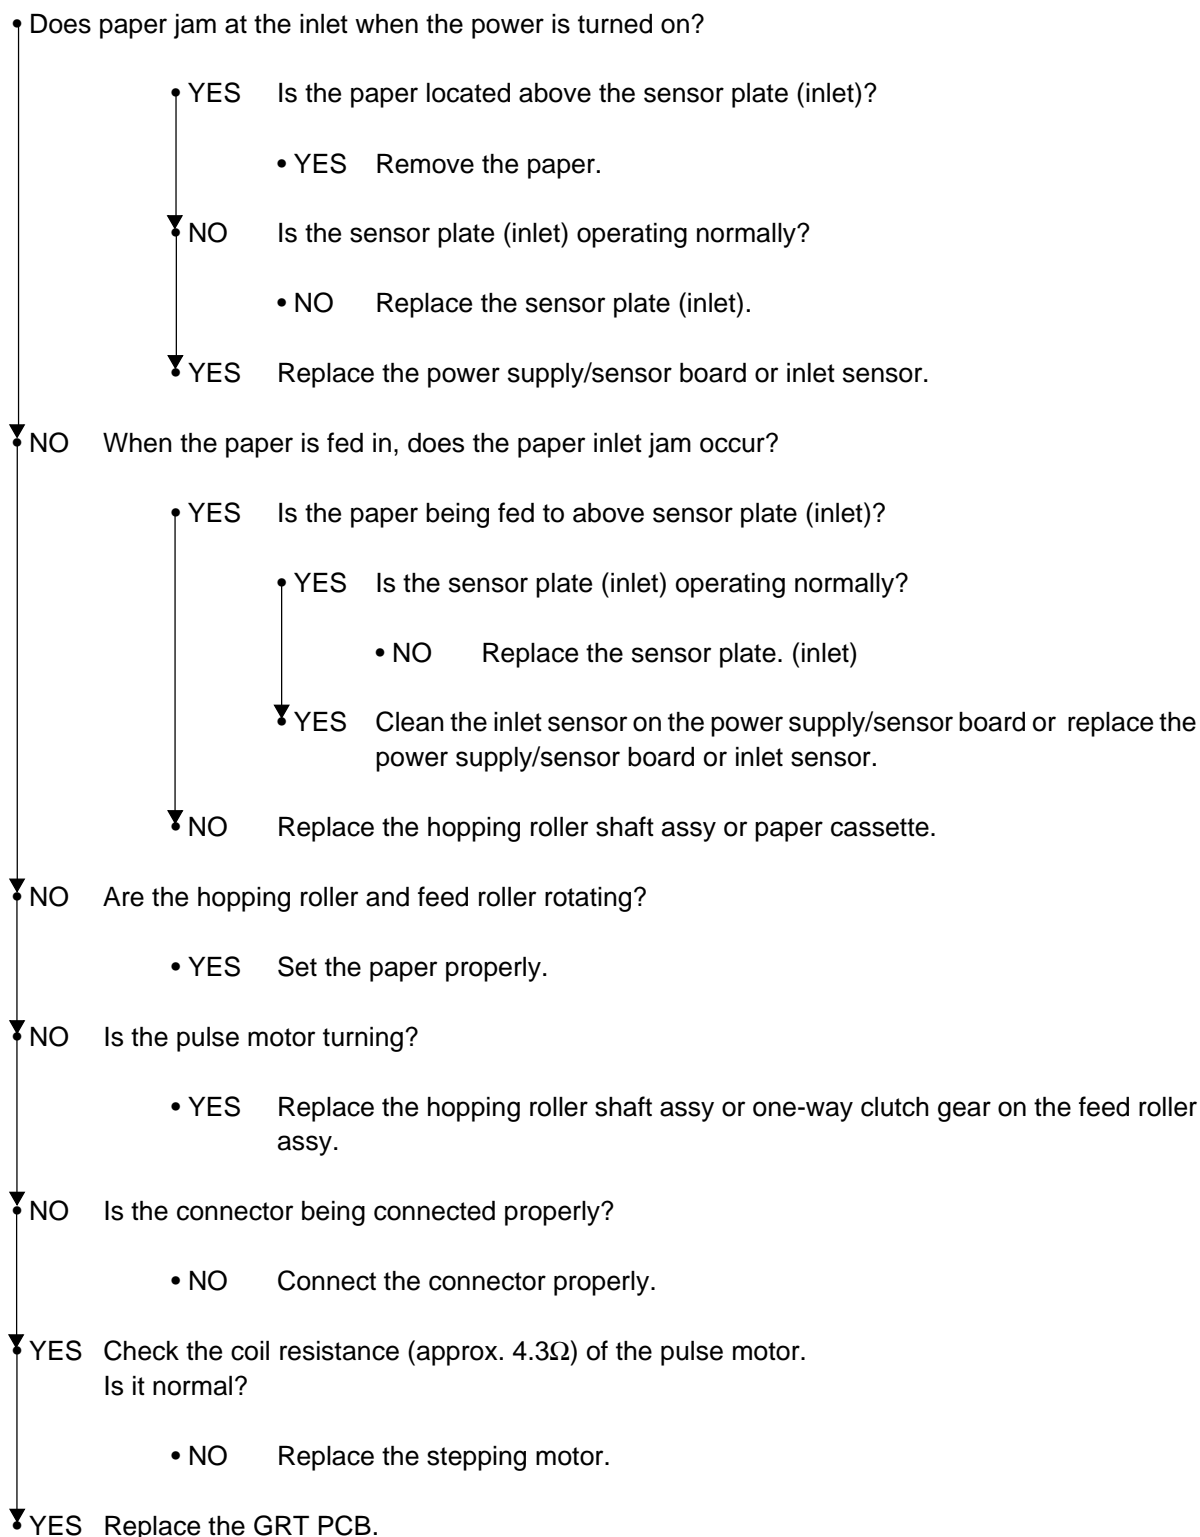 • Does paper jam at the inlet when the power is turned on?
• YES Is the paper located above the sensor plate (inlet)?
• YES Remove the paper.
• NO Is the sensor plate (inlet) operating normally?
• NO Replace the sensor plate (inlet).
• YES Replace the power supply/sensor board or inlet sensor.
• NO When the paper is fed in, does the paper inlet jam occur?
• YES Is the paper being fed to above sensor plate (inlet)?
• YES Is the sensor plate (inlet) operating normally?
• NO Replace the sensor plate. (inlet)
• YES Clean the inlet sensor on the power supply/sensor board or replace the
power supply/sensor board or inlet sensor.
• NO Replace the hopping roller shaft assy or paper cassette.
• NO Are the hopping roller and feed roller rotating?
• YES Set the paper properly.
• NO Is the pulse motor turning?
• YES Replace the hopping roller shaft assy or one-way clutch gear on the feed roller
assy.
• NO Is the connector being connected properly?
• NO Connect the connector properly.
• YES Check the coil resistance (approx. 4.3Ω) of the pulse motor.
Is it normal?
• NO Replace the stepping motor.
• YES Replace the GRT PCB.